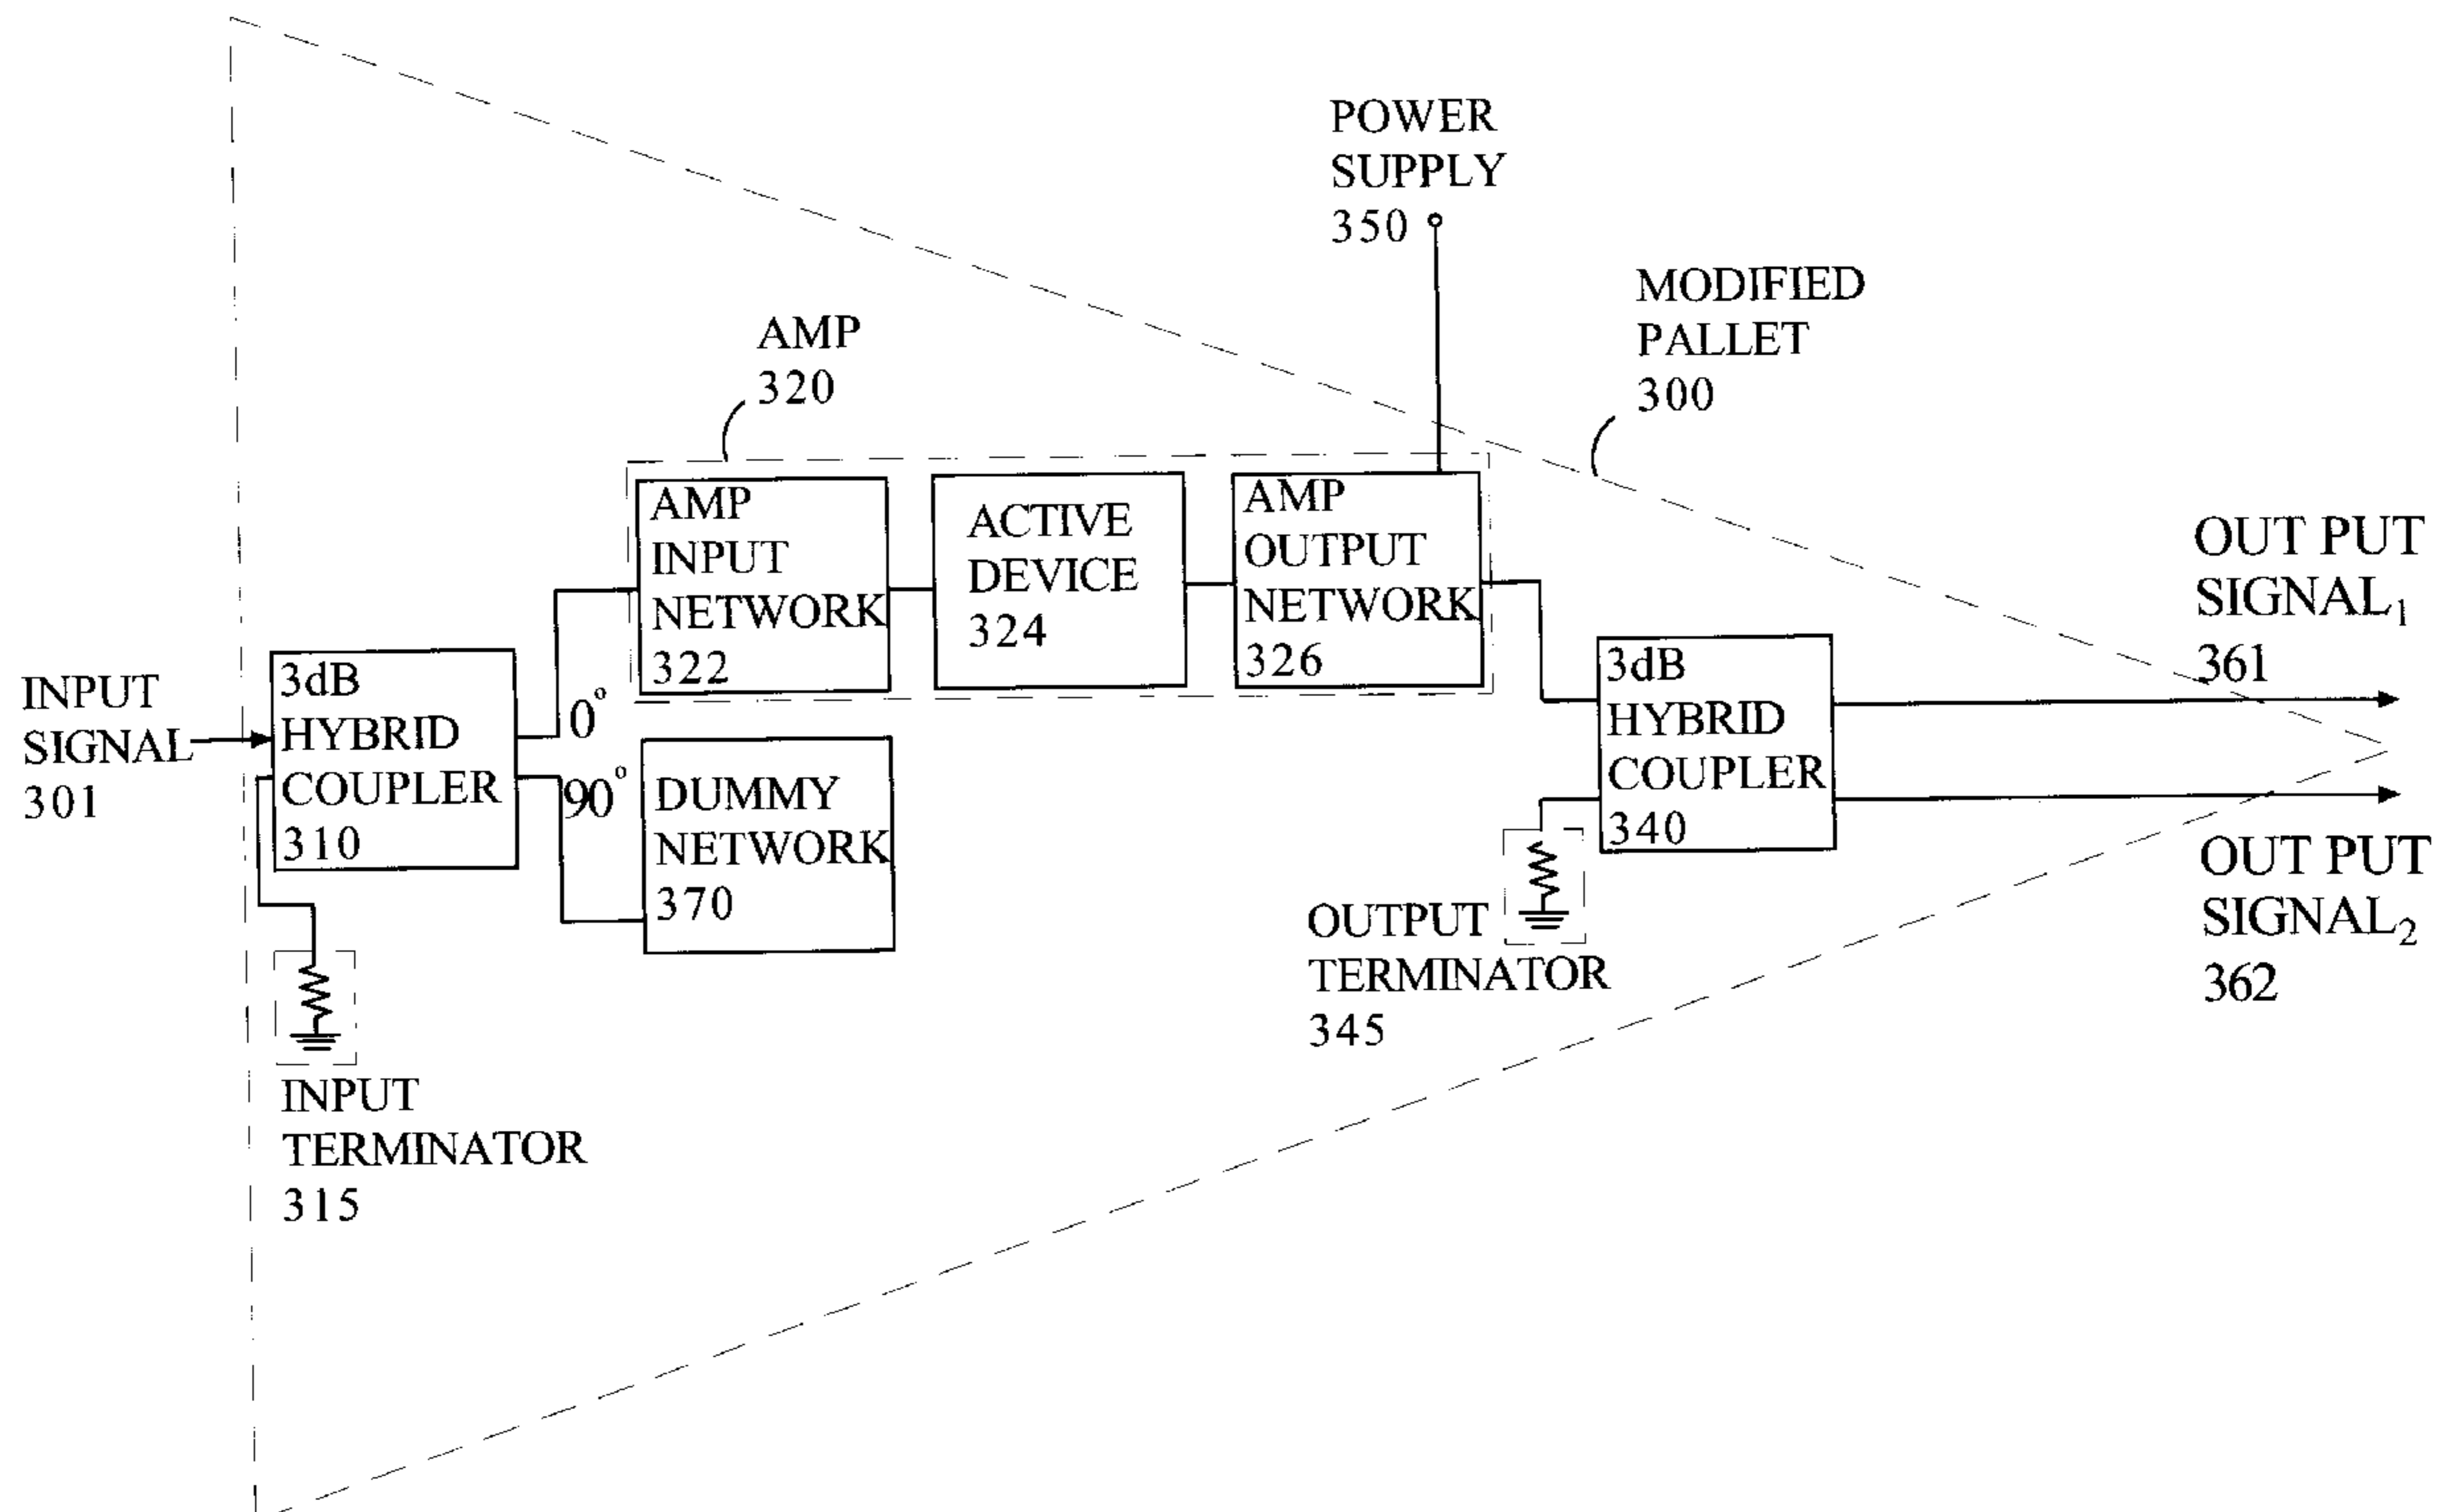 POWER
SUPPLY
350
MODIFIED
PALLET
300
AMP
320
AMP
INPUT
NETWORK
322
ACTIVE
DEVICE
324
AMP
OUTPUT
NETWORK
326
OUT PUT
SIGNAL₁
361
INPUT
SIGNAL
301
3dB
HYBRID
COUPLER
310
0°
90°
DUMMY
NETWORK
370
3dB
HYBRID
COUPLER
340
OUTPUT
TERMINATOR
345
OUT PUT
SIGNAL₂
362
INPUT
TERMINATOR
315